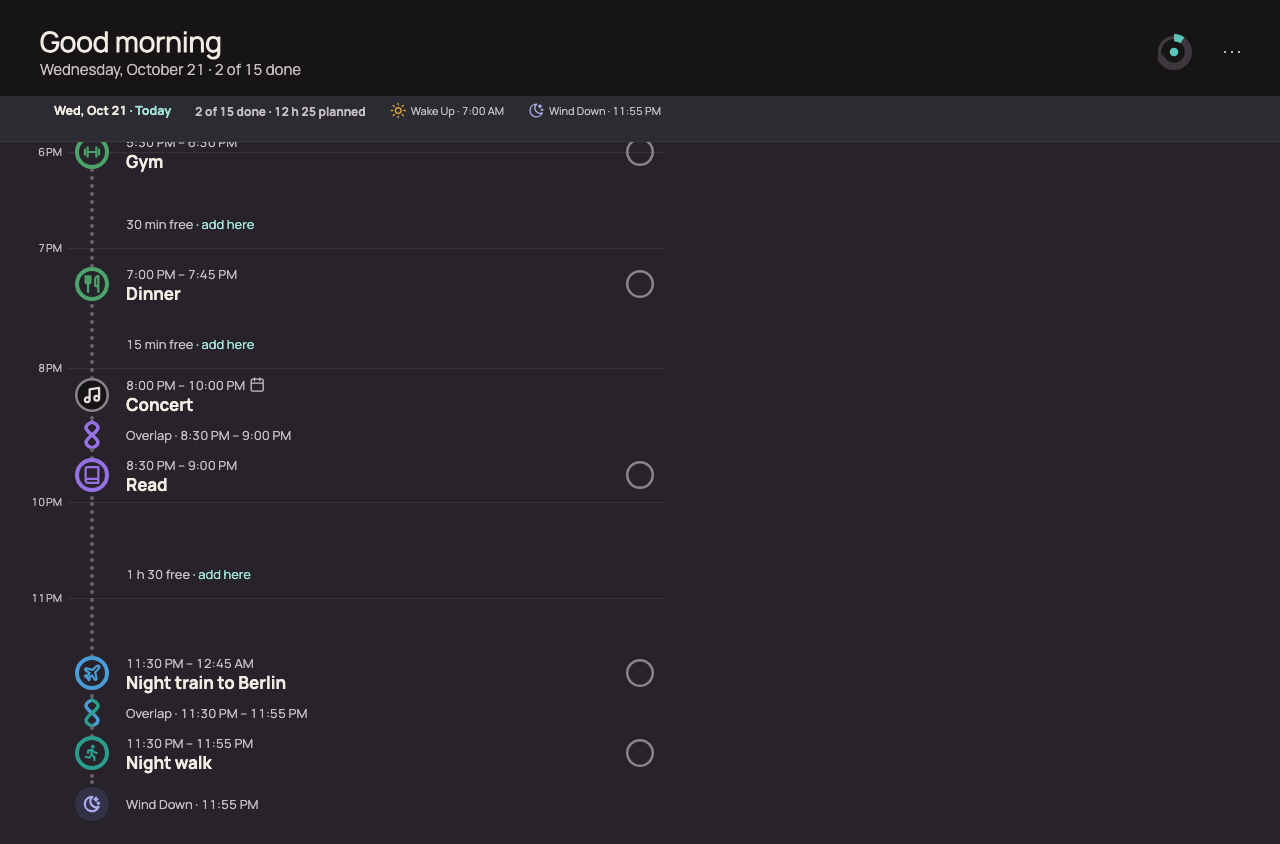 Good morning
Wednesday, October 21 · 2 of 15 done
...
Wed, Oct 21 · Today
2 of 15 done · 12 h 25 planned
Wake Up · 7:00 AM
Wind Down · 11:55 PM
5:30 PM – 6:30 PM
6PM
Gym
30 min free · add here
7PM
7:00 PM – 7:45 PM
Dinner
15 min free · add here
8PM
8:00 PM – 10:00 PM
Concert
Overlap · 8:30 PM – 9:00 PM
8:30 PM – 9:00 PM
Read
10PM
1 h 30 free · add here
11PM
11:30 PM – 12:45 AM
Night train to Berlin
Overlap · 11:30 PM – 11:55 PM
11:30 PM – 11:55 PM
Night walk
Wind Down · 11:55 PM